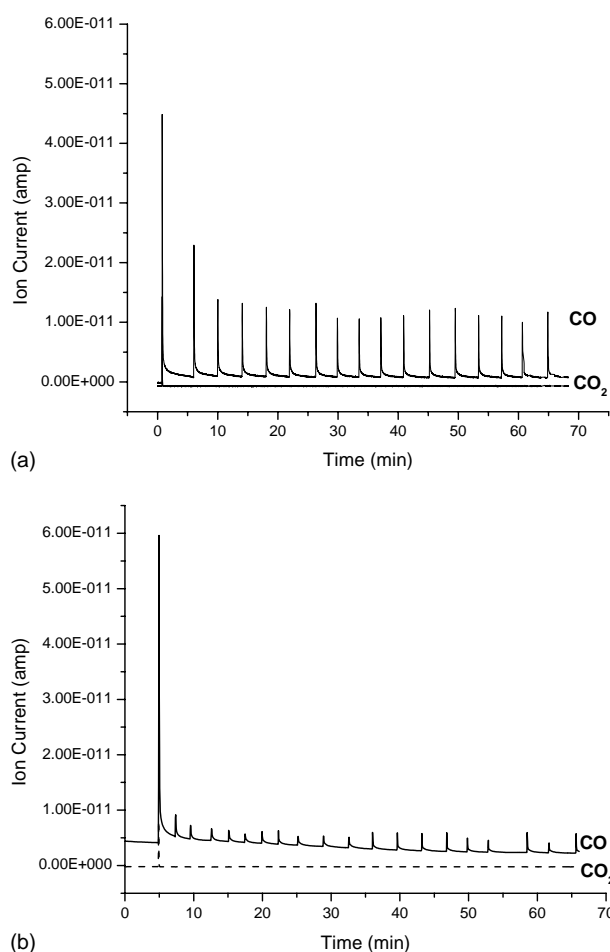 6.00E-011
5.00E-011
4.00E-011
3.00E-011
2.00E-011
1.00E-011
0.00E+000
Ion Current (amp)
CO
CO₂
0 10 20 30 40 50 60 70
Time (min)
(a)
6.00E-011
5.00E-011
4.00E-011
3.00E-011
2.00E-011
1.00E-011
0.00E+000
Ion Current (amp)
CO
CO₂
0 10 20 30 40 50 60 70
Time (min)
(b)